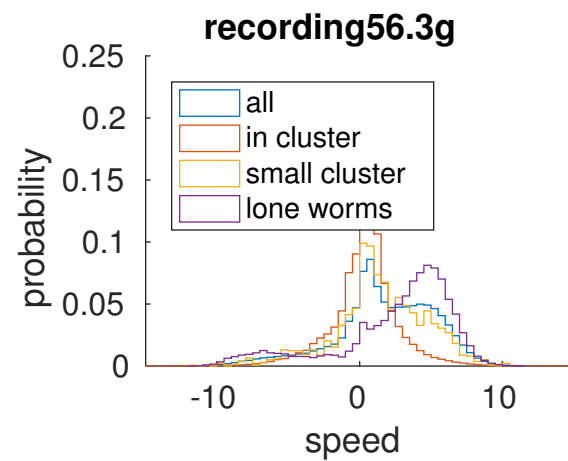 recording56.3g
0.25
0.2
0.15
0.1
0.05
0
probability
all
in cluster
small cluster
lone worms
-10
0
10
speed